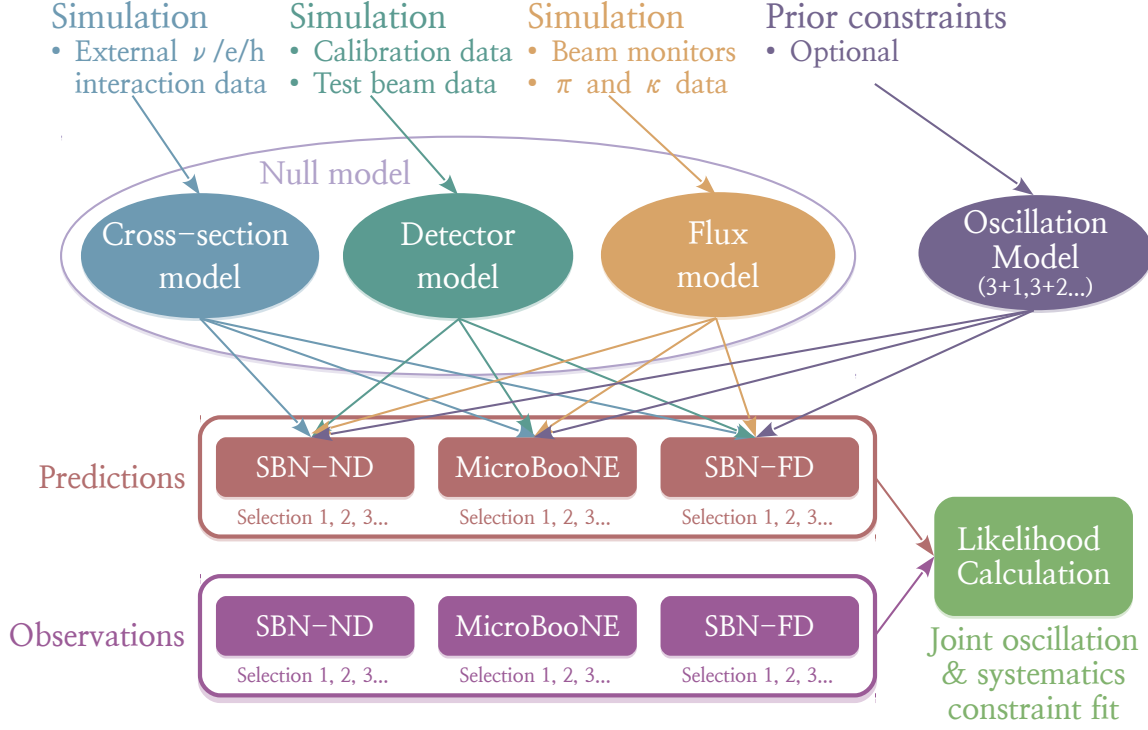 Simulation
• External ν/e/h
interaction data
Simulation
• Calibration data
• Test beam data
Simulation
• Beam monitors
• π and κ data
Prior constraints
• Optional
Null model
Cross-section
model
Detector
model
Flux
model
Oscillation
Model
(3+1,3+2...)
Predictions
SBN-ND
Selection 1, 2, 3...
MicroBooNE
Selection 1, 2, 3...
SBN-FD
Selection 1, 2, 3...
Observations
SBN-ND
Selection 1, 2, 3...
MicroBooNE
Selection 1, 2, 3...
SBN-FD
Selection 1, 2, 3...
Likelihood
Calculation
Joint oscillation
& systematics
constraint fit